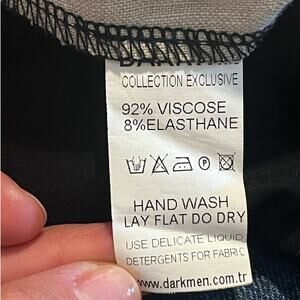 COLLECTION EXCLUSIVE
92% VISCOSE
8%ELASTHANE
HAND WASH
LAY FLAT DO DRY
USE DELICATE LIQUID
DETERGENTS FOR FABRIC
www.darkmen.com.tr